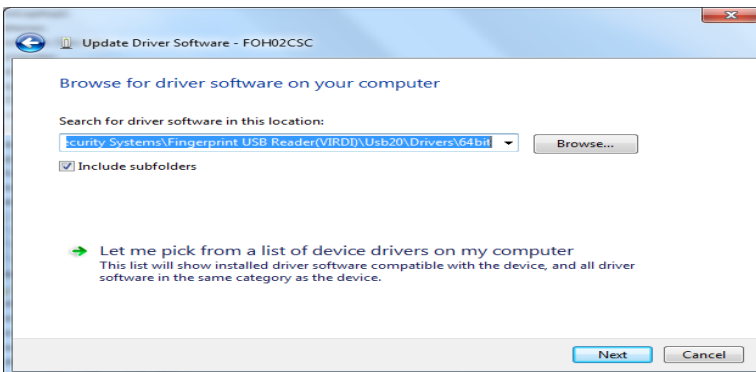 Update Driver Software - FOH02CSC
Browse for driver software on your computer
Search for driver software in this location:
ecurity Systems\Fingerprint USB Reader(VIRDI)\Usb20\Drivers\64bit
Browse...
Include subfolders
Let me pick from a list of device drivers on my computer
This list will show installed driver software compatible with the device, and all driver
software in the same category as the device.
Next
Cancel